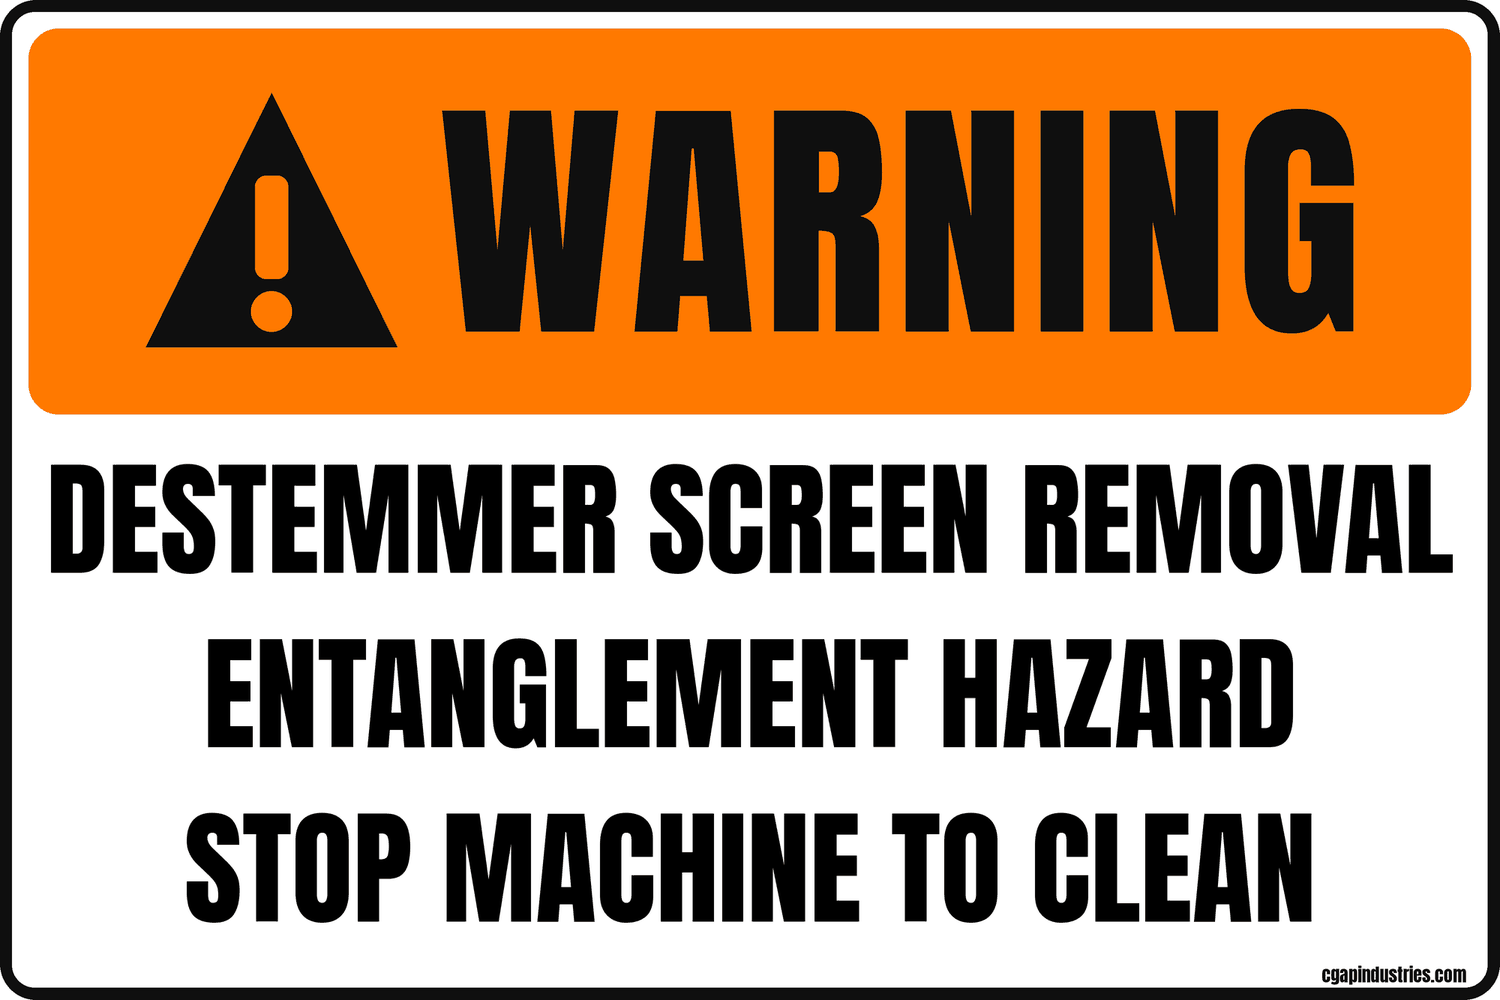 WARNING
DESTEMMER SCREEN REMOVAL
ENTANGLEMENT HAZARD
STOP MACHINE TO CLEAN
cgapindustries.com